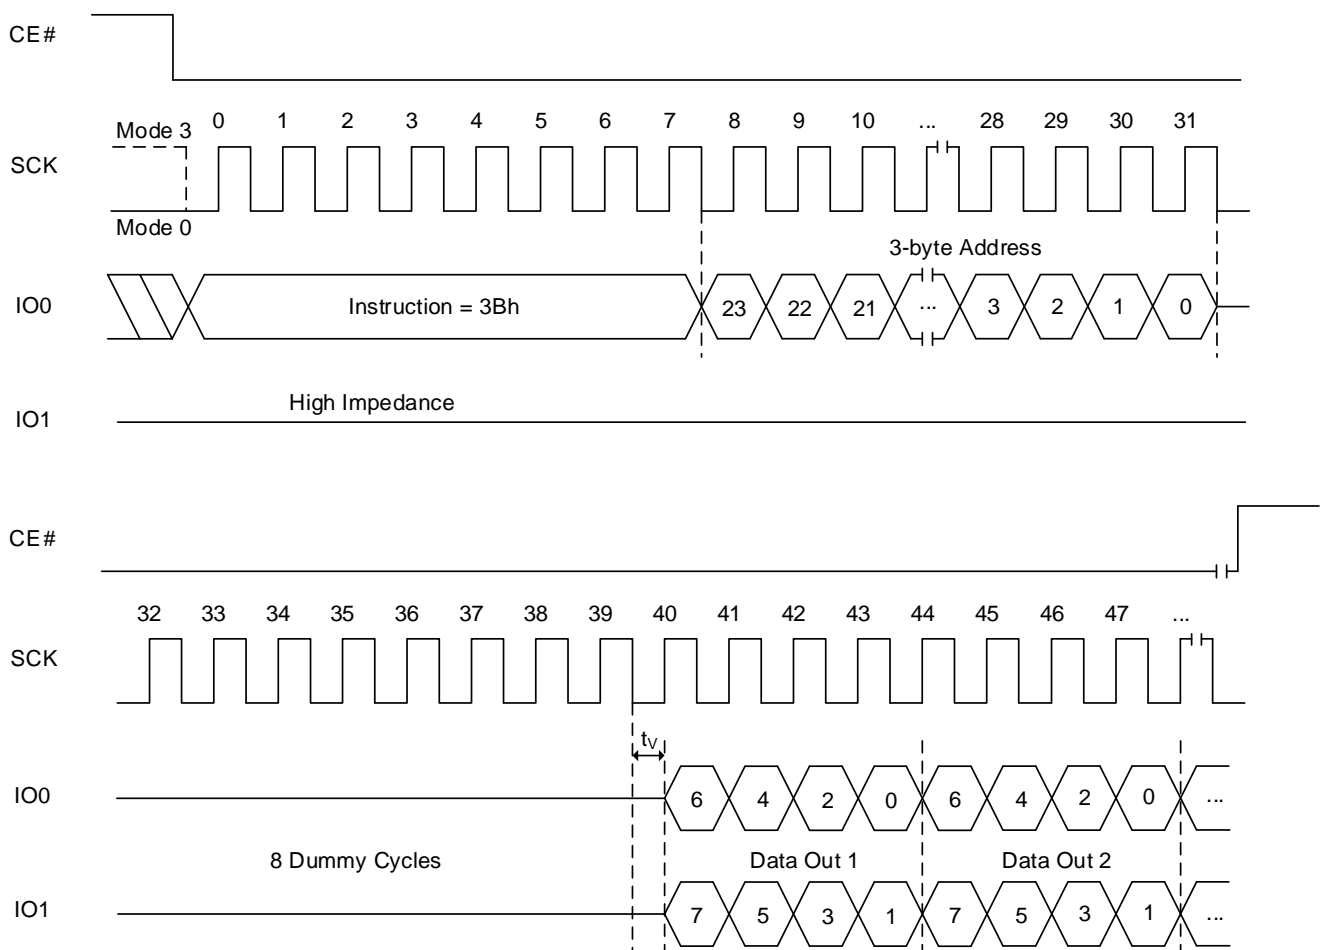 CE#
Mode 3 0 1 2 3 4 5 6 7 8 9 10 ... 28 29 30 31
SCK
Mode 0
3-byte Address
IO0 Instruction = 3Bh 23 22 21 ... 3 2 1 0
High Impedance
IO1
CE#
32 33 34 35 36 37 38 39 40 41 42 43 44 45 46 47 ...
SCK
tV
IO0 6 4 2 0 6 4 2 0 ...
8 Dummy Cycles Data Out 1 Data Out 2
IO1 7 5 3 1 7 5 3 1 ...